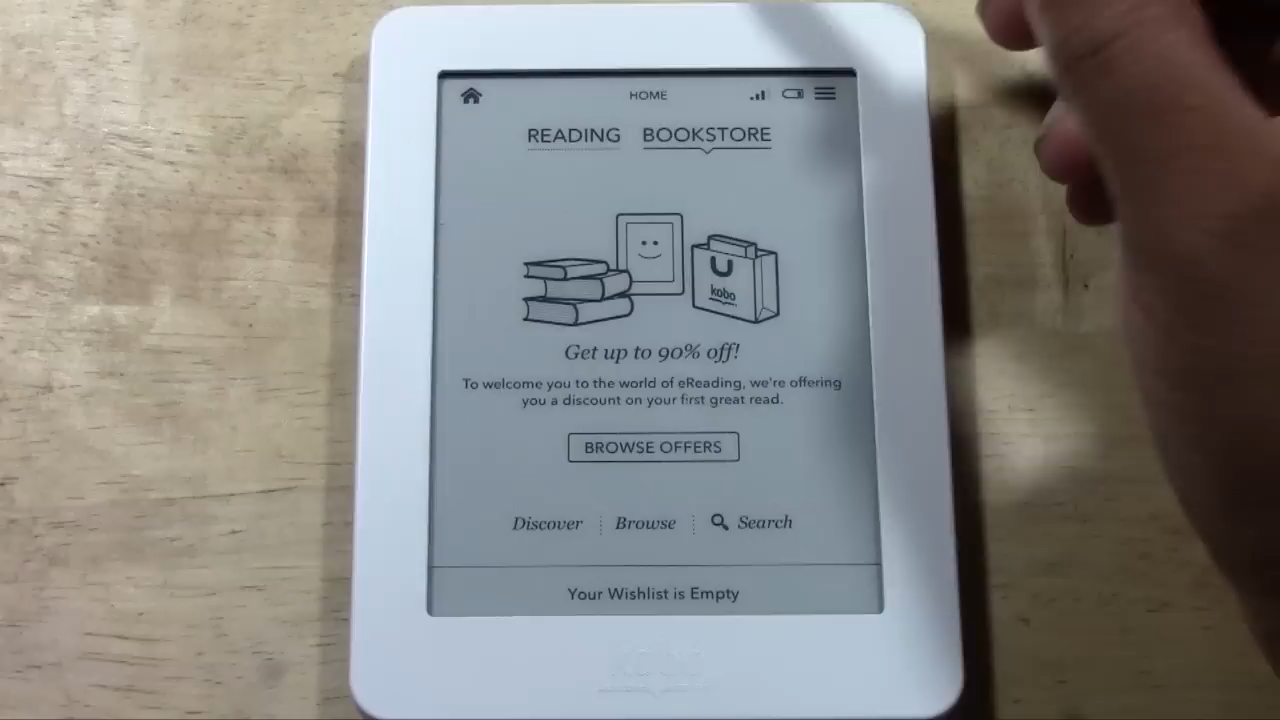 HOME
READING BOOKSTORE
kobo
Get up to 90% off!
To welcome you to the world of eReading, we're offering
you a discount on your first great read.
BROWSE OFFERS
Discover Browse Search
Your Wishlist is Empty
kobo